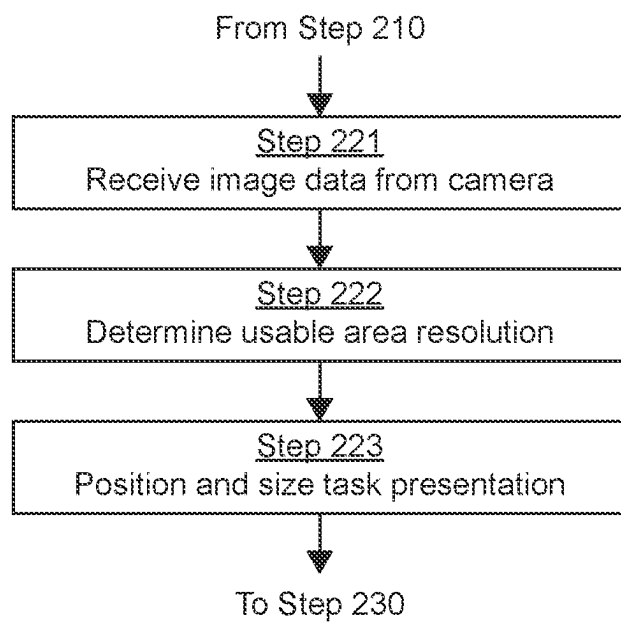 From Step 210
Step 221
Receive image data from camera
Step 222
Determine usable area resolution
Step 223
Position and size task presentation
To Step 230